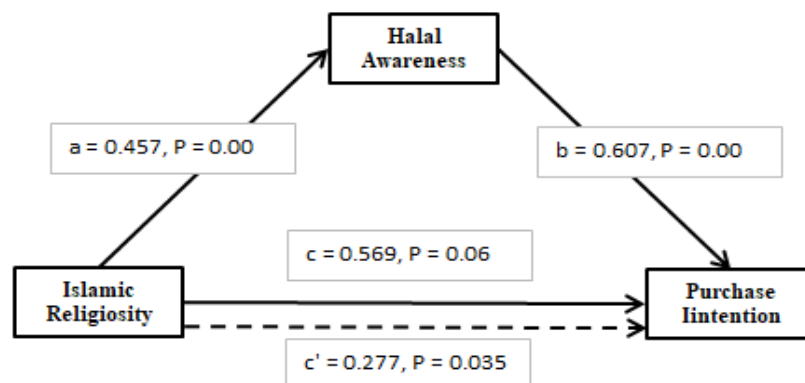 Halal
Awareness
a = 0.457, P = 0.00
b = 0.607, P = 0.00
c = 0.569, P = 0.06
Islamic
Religiosity
Purchase
Iintention
c' = 0.277, P = 0.035